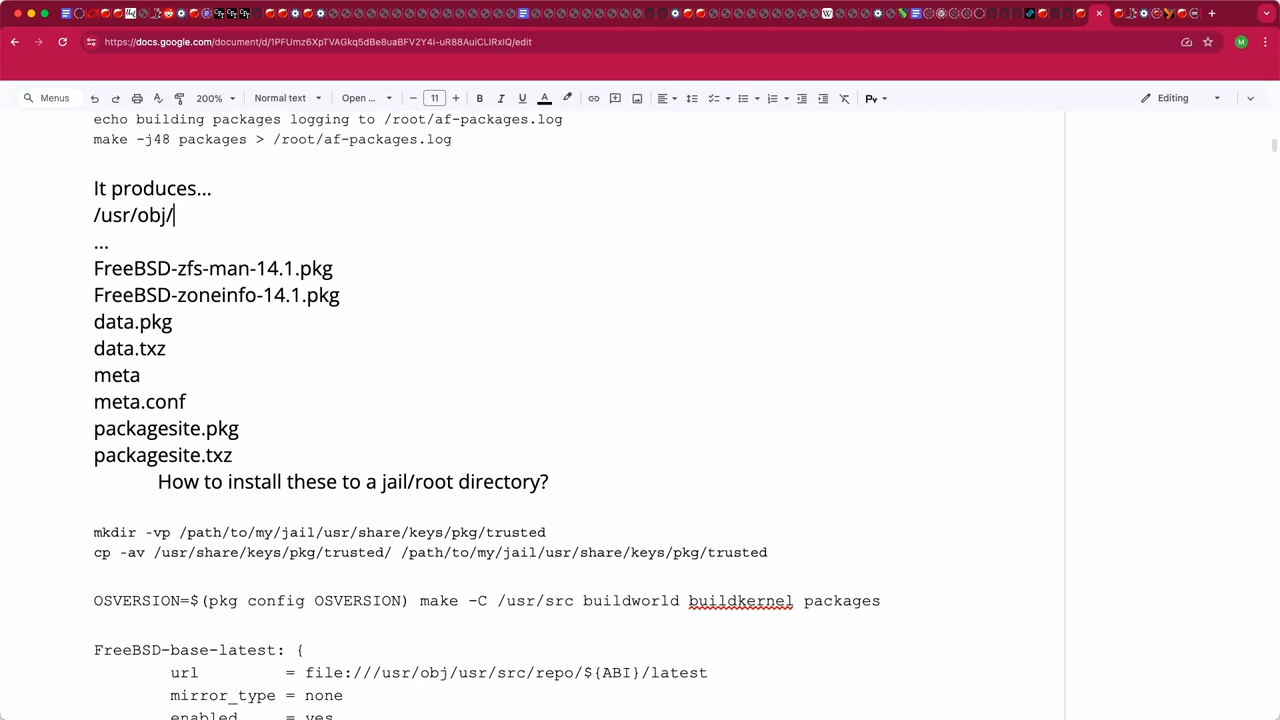 https://docs.google.com/document/d/1PFUmz6XpTVAGkq5dBe8uaBFV2Y4i-uR88AuiCLIRxIQ/edit
M
Menus
200%
Normal text
Open ...
11
Editing
echo building packages logging to /root/af-packages.log
make -j48 packages > /root/af-packages.log
It produces...
/usr/obj/
...
FreeBSD-zfs-man-14.1.pkg
FreeBSD-zoneinfo-14.1.pkg
data.pkg
data.txz
meta
meta.conf
packagesite.pkg
packagesite.txz
How to install these to a jail/root directory?
mkdir -vp /path/to/my/jail/usr/share/keys/pkg/trusted
cp -av /usr/share/keys/pkg/trusted/ /path/to/my/jail/usr/share/keys/pkg/trusted
OSVERSION=$(pkg config OSVERSION) make -C /usr/src buildworld buildkernel packages
FreeBSD-base-latest: {
url = file:///usr/obj/usr/src/repo/${ABI}/latest
mirror_type = none
enabled = yes